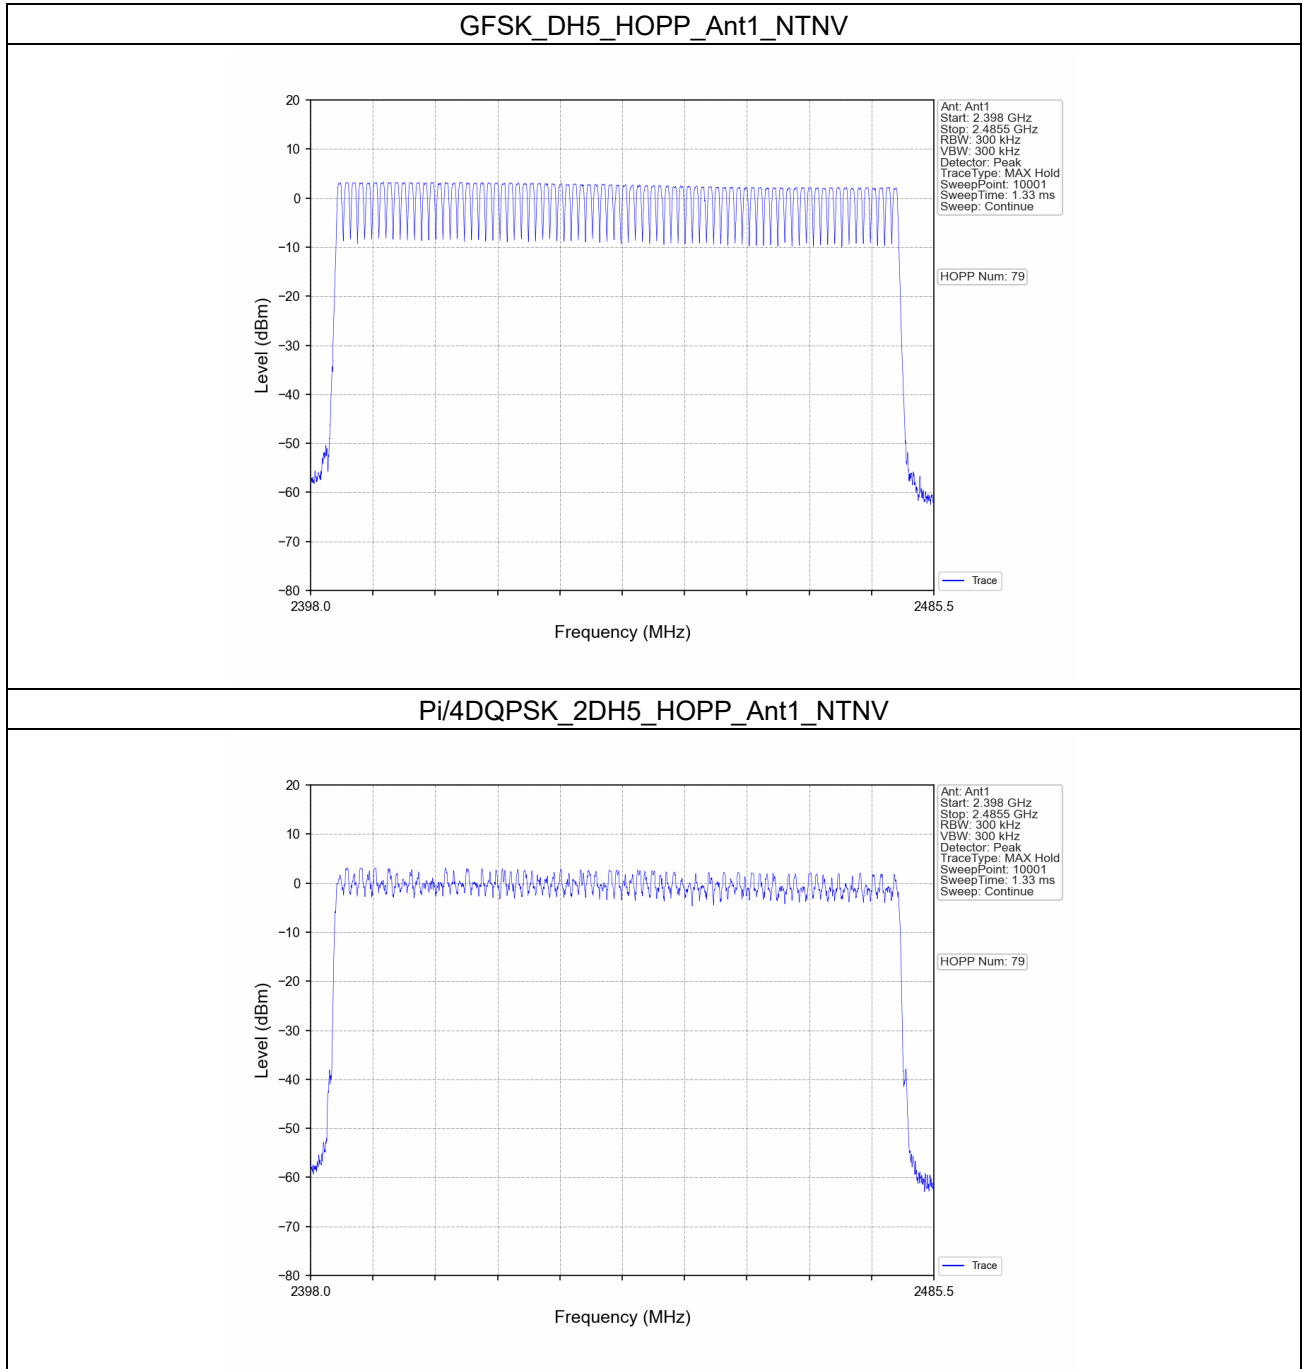 GFSK_DH5_HOPP_Ant1_NTNV
20
10
0
−10
−20
−30
−40
−50
−60
−70
−80
Level (dBm)
2398.0
2485.5
Frequency (MHz)
Ant: Ant1
Start: 2.398 GHz
Stop: 2.4855 GHz
RBW: 300 kHz
VBW: 300 kHz
Detector: Peak
TraceType: MAX Hold
SweepPoint: 10001
SweepTime: 1.33 ms
Sweep: Continue
HOPP Num: 79
Trace
Pi/4DQPSK_2DH5_HOPP_Ant1_NTNV
20
10
0
−10
−20
−30
−40
−50
−60
−70
−80
Level (dBm)
2398.0
2485.5
Frequency (MHz)
Ant: Ant1
Start: 2.398 GHz
Stop: 2.4855 GHz
RBW: 300 kHz
VBW: 300 kHz
Detector: Peak
TraceType: MAX Hold
SweepPoint: 10001
SweepTime: 1.33 ms
Sweep: Continue
HOPP Num: 79
Trace